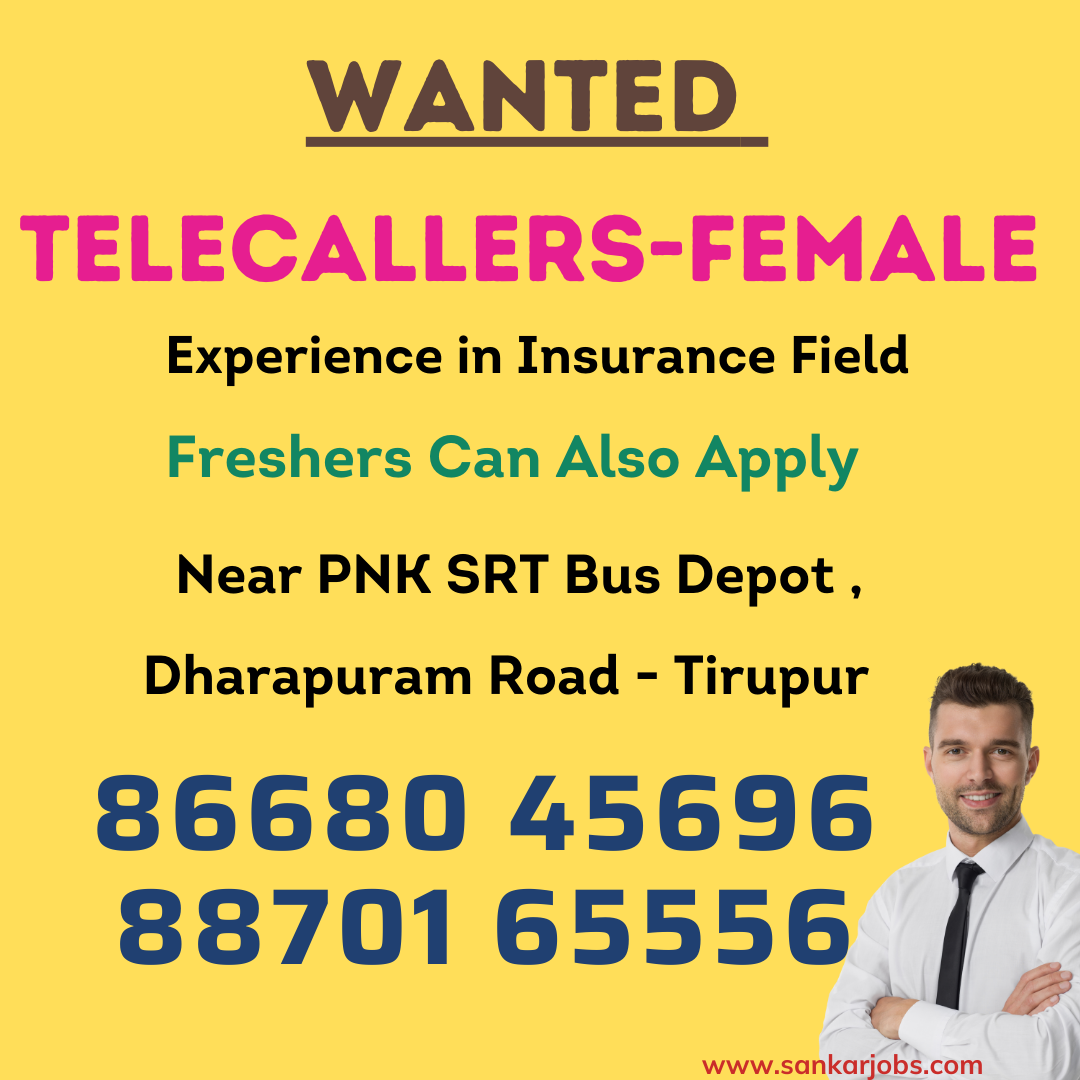 WANTED
TELECALLERS-FEMALE
Experience in Insurance Field
Freshers Can Also Apply
Near PNK SRT Bus Depot ,
Dharapuram Road - Tirupur
86680 45696
88701 65556
www.sankarjobs.com